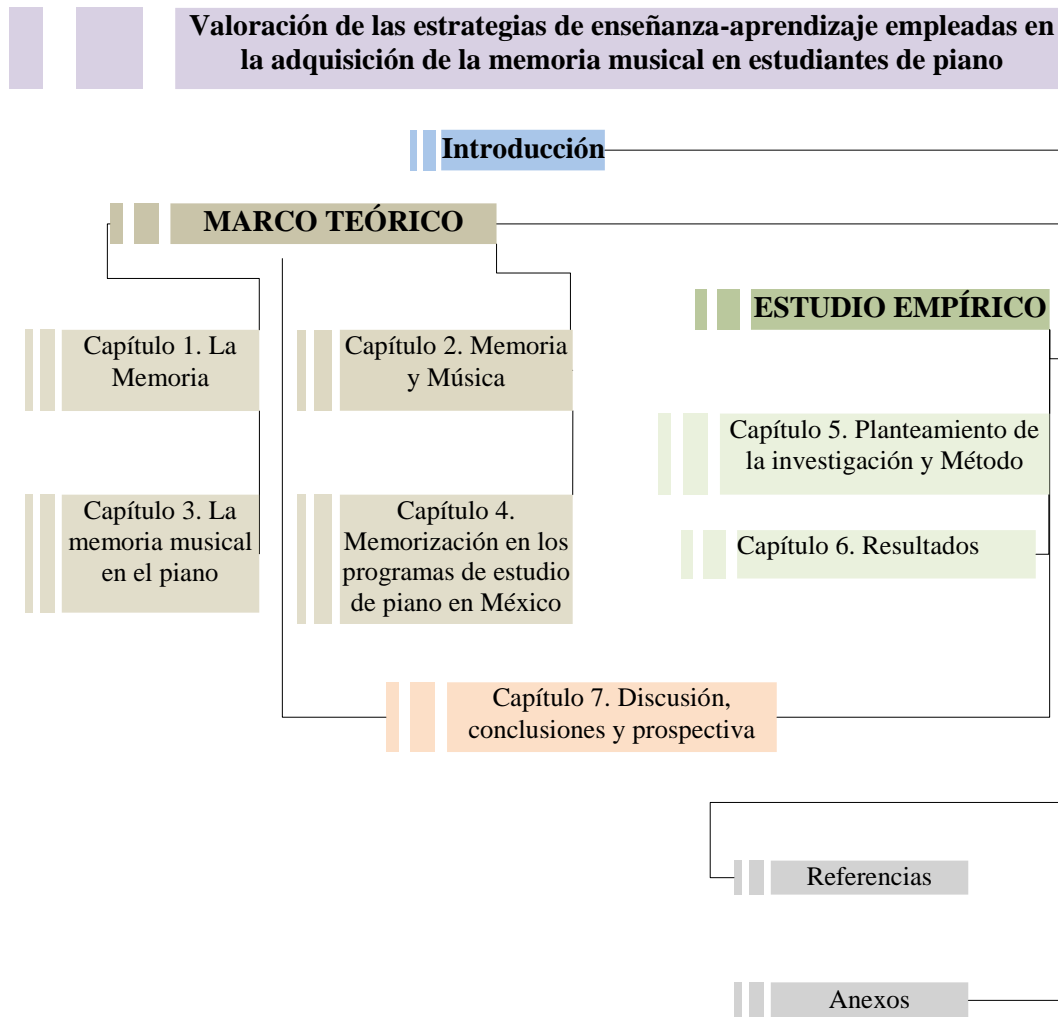 Valoración de las estrategias de enseñanza-aprendizaje empleadas en
la adquisición de la memoria musical en estudiantes de piano
Introducción
MARCO TEÓRICO
ESTUDIO EMPÍRICO
Capítulo 1. La
Memoria
Capítulo 2. Memoria
y Música
Capítulo 5. Planteamiento de
la investigación y Método
Capítulo 3. La
memoria musical
en el piano
Capítulo 4.
Memorización en los
programas de estudio
de piano en México
Capítulo 6. Resultados
Capítulo 7. Discusión,
conclusiones y prospectiva
Referencias
Anexos